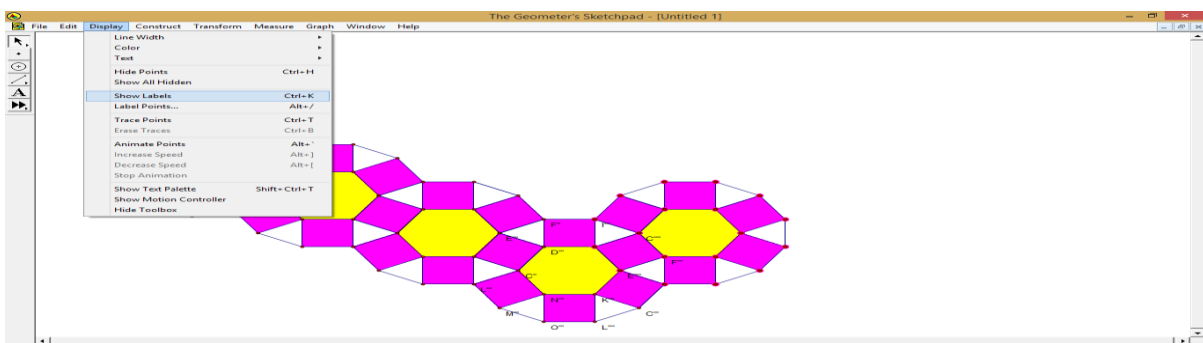 The Geometer's Sketchpad - [Untitled 1]
File Edit Display Construct Transform Measure Graph Window Help
Line Width
Color
Text
Hide Points Ctrl+H
Show All Hidden
Show Labels Ctrl+K
Label Points... Alt+/
Trace Points Ctrl+T
Erase Traces Ctrl+B
Animate Points Alt+`
Increase Speed Alt+]
Decrease Speed Alt+[
Stop Animation
Show Text Palette Shift+Ctrl+T
Show Motion Controller
Hide Toolbox
A